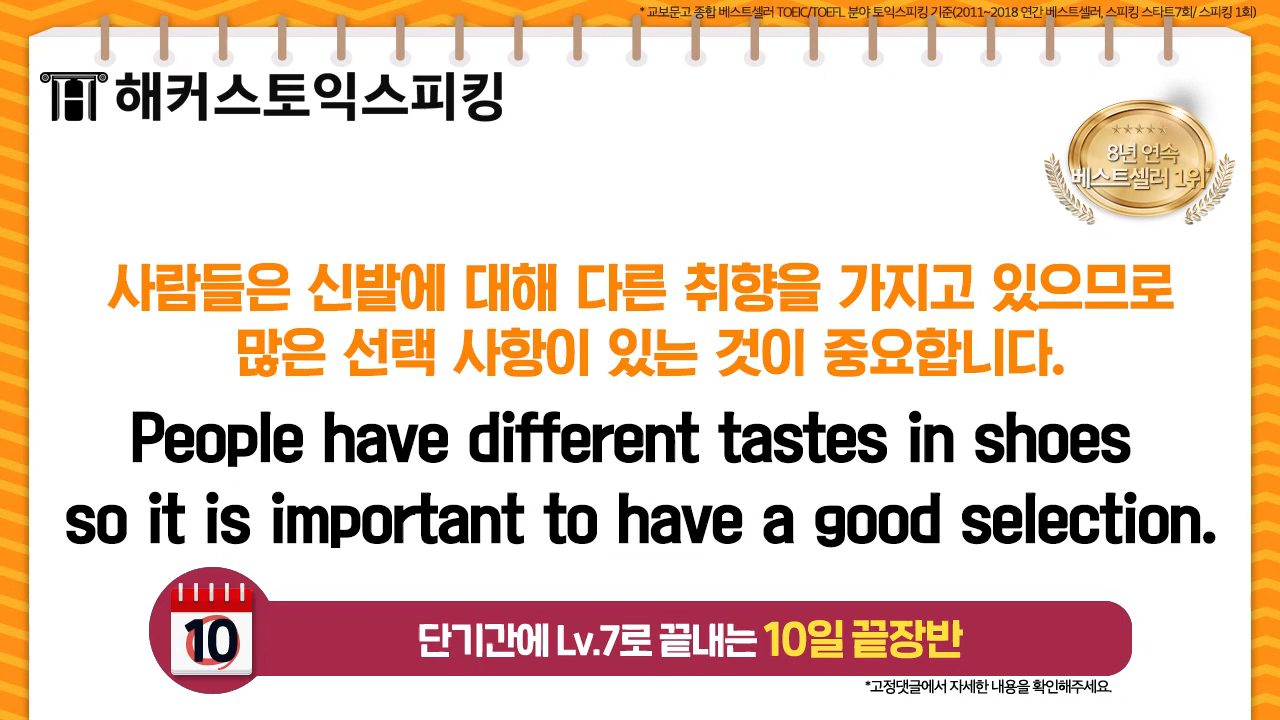 * 교보문고 종합 베스트셀러 TOEIC/TOEFL 분야 토익스피킹 기준(2011~2018 연간 베스트셀러, 스피킹 스타트7회/ 스피킹 1회)
해커스토익스피킹
8년 연속
베스트셀러 1위*
사람들은 신발에 대해 다른 취향을 가지고 있으므로
많은 선택 사항이 있는 것이 중요합니다.
People have different tastes in shoes
so it is important to have a good selection.
10
단기간에 Lv.7로 끝내는 10일 끝장반
*고정댓글에서 자세한 내용을 확인해주세요.